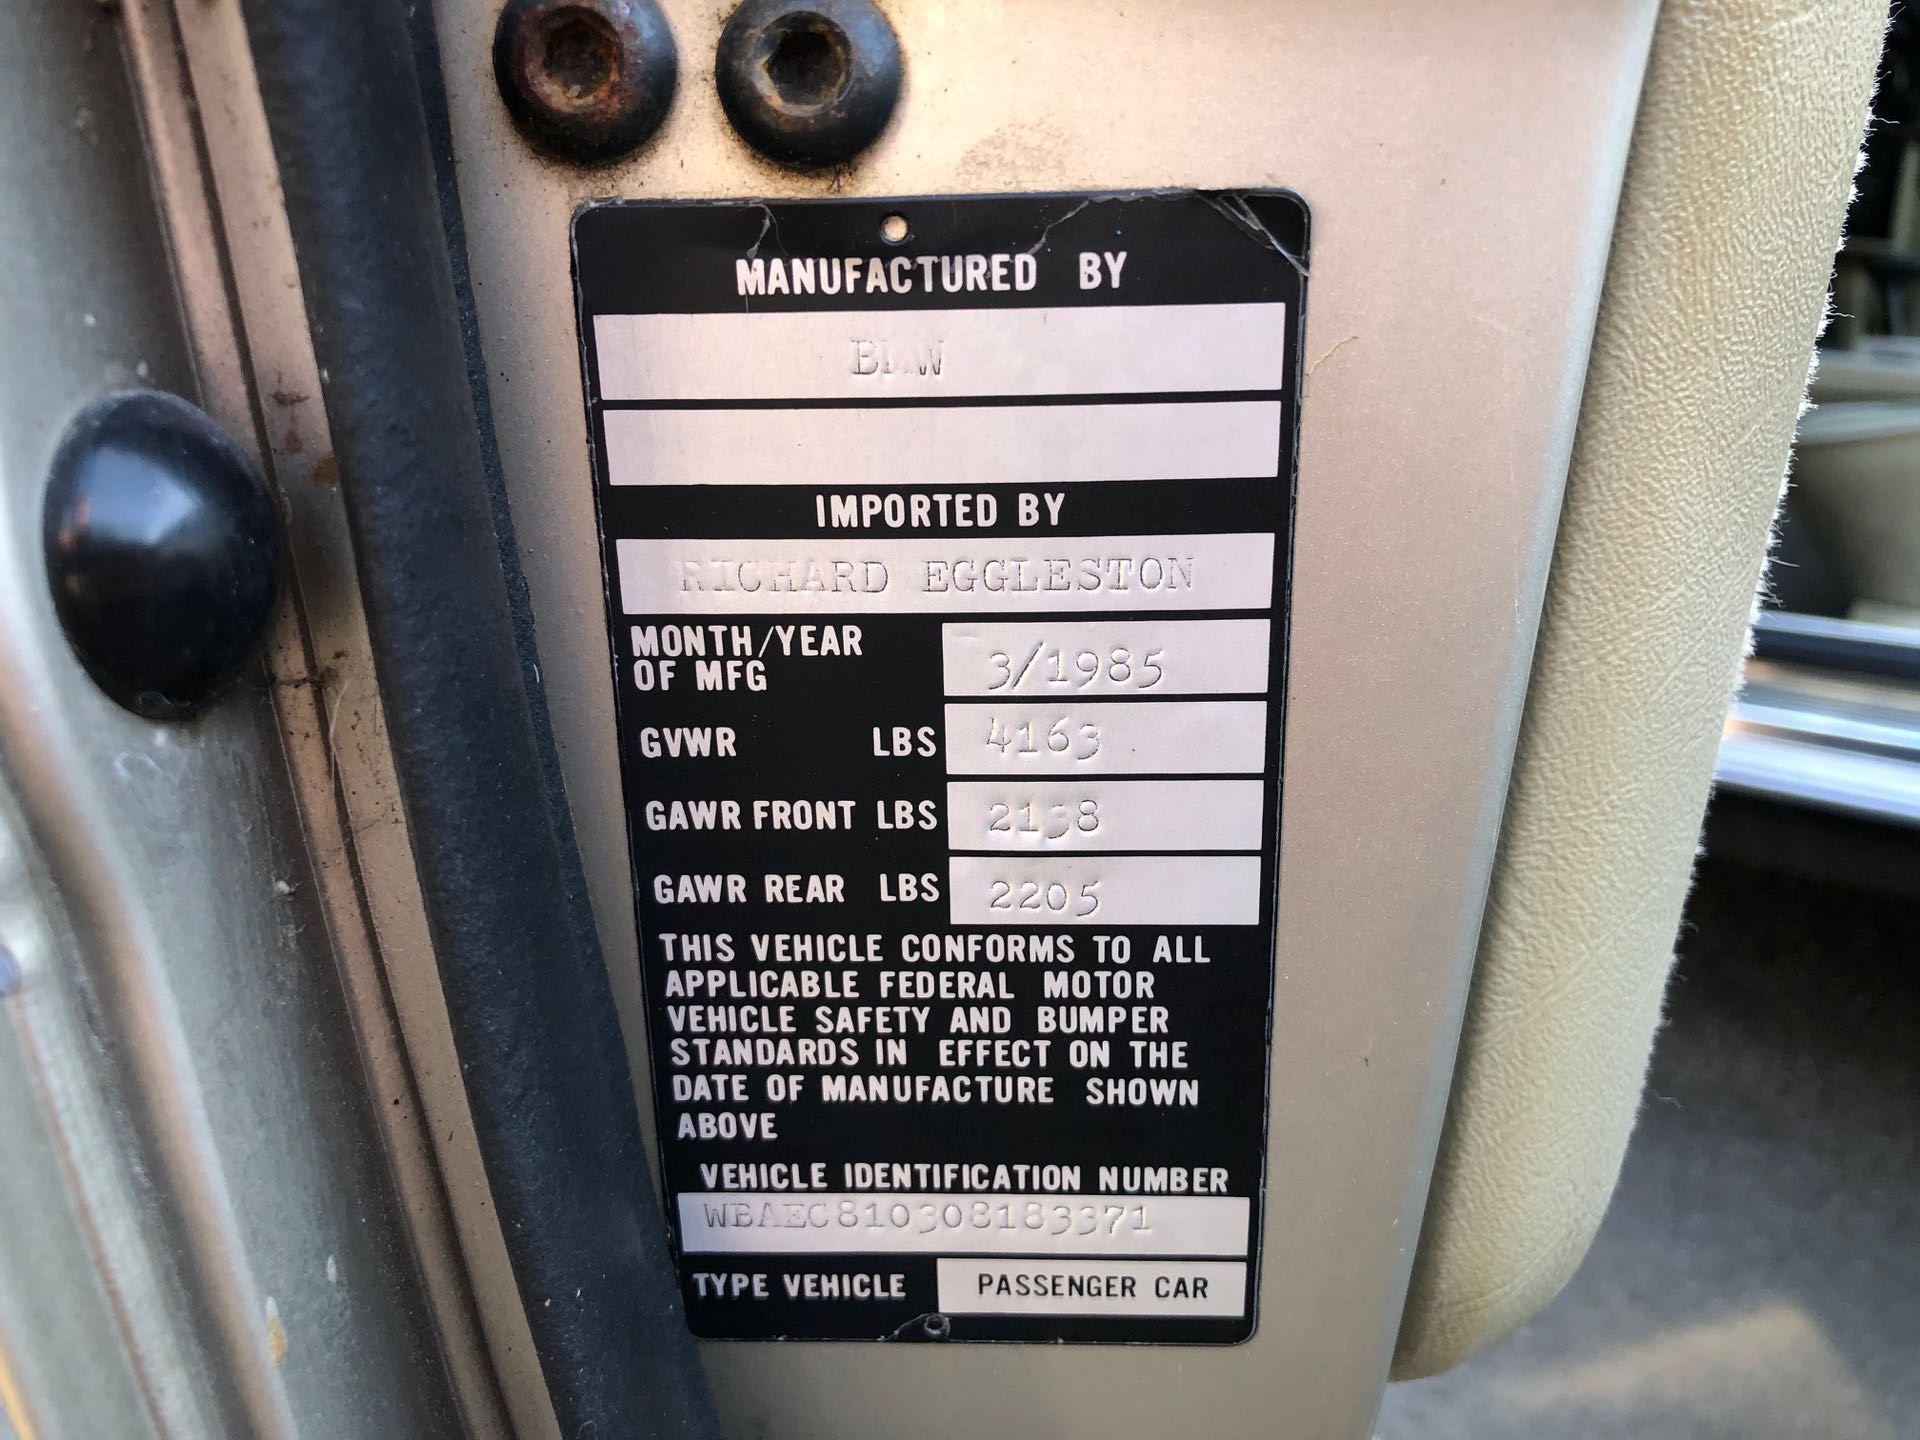 MANUFACTURED BY
BMW
IMPORTED BY
RICHARD EGGLESTON
MONTH/YEAR
OF MFG
3/1985
GVWR LBS 4163
GAWR FRONT LBS 2138
GAWR REAR LBS 2205
THIS VEHICLE CONFORMS TO ALL
APPLICABLE FEDERAL MOTOR
VEHICLE SAFETY AND BUMPER
STANDARDS IN EFFECT ON THE
DATE OF MANUFACTURE SHOWN
ABOVE
VEHICLE IDENTIFICATION NUMBER
WBAEC810308183371
TYPE VEHICLE PASSENGER CAR